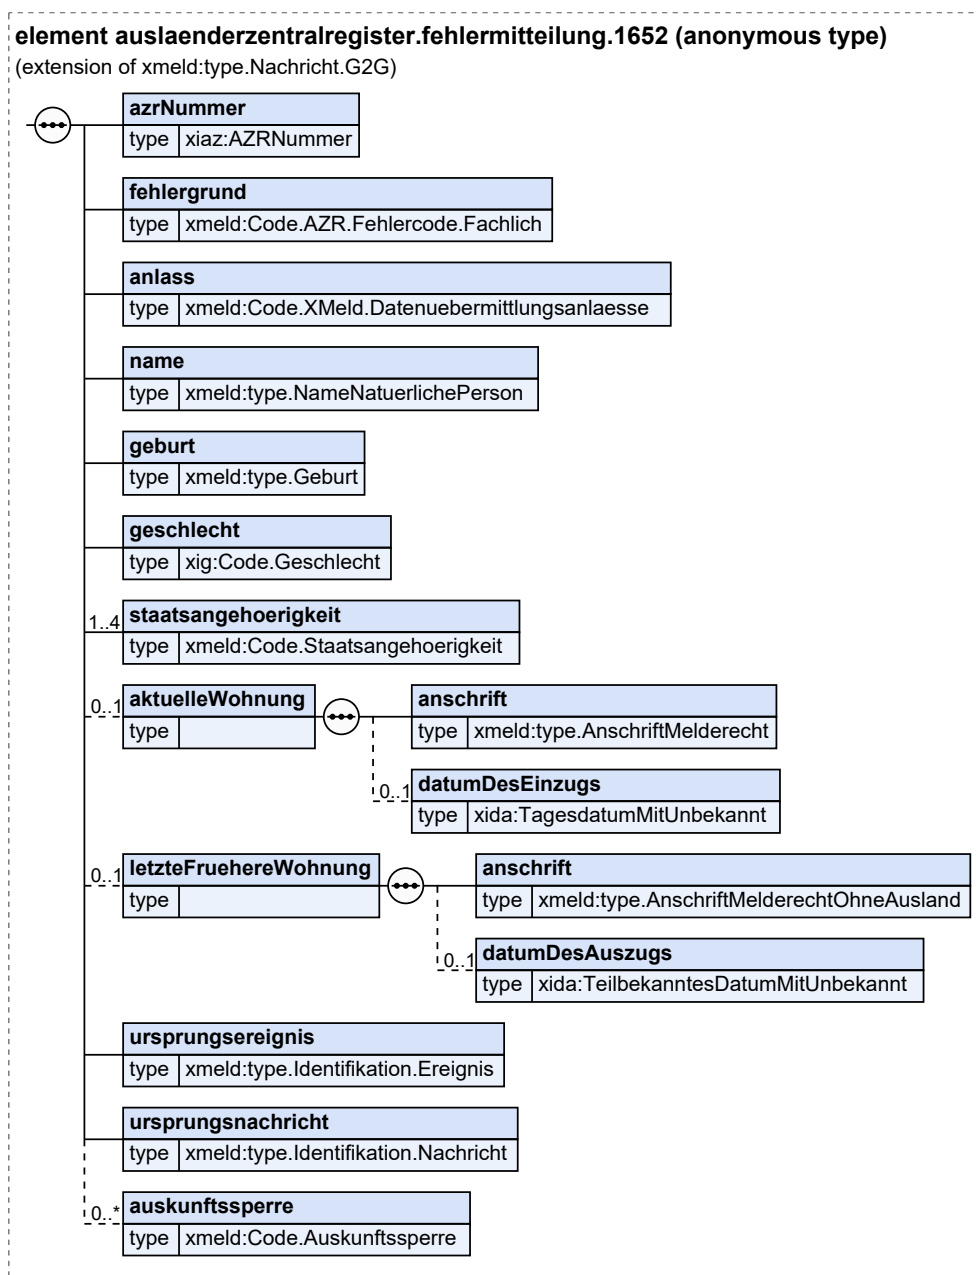 element auslaenderzentralregister.fehlermitteilung.1652 (anonymous type)
(extension of xmeld:type.Nachricht.G2G)
azrNummer
type xiaz:AZRNummer
fehlergrund
type xmeld:Code.AZR.Fehlercode.Fachlich
anlass
type xmeld:Code.XMeld.Datenuebermittlungsanlaesse
name
type xmeld:type.NameNatuerlichePerson
geburt
type xmeld:type.Geburt
geschlecht
type xig:Code.Geschlecht
1..4 staatsangehoerigkeit
type xmeld:Code.Staatsangehoerigkeit
0..1 aktuelleWohnung
type
anschrift
type xmeld:type.AnschriftMelderecht
0..1 datumDesEinzugs
type xida:TagesdatumMitUnbekannt
0..1 letzteFruehereWohnung
type
anschrift
type xmeld:type.AnschriftMelderechtOhneAusland
0..1 datumDesAuszugs
type xida:TeilbekanntesDatumMitUnbekannt
ursprungsereignis
type xmeld:type.Identifikation.Ereignis
ursprungsnachricht
type xmeld:type.Identifikation.Nachricht
0..* auskunftssperre
type xmeld:Code.Auskunftssperre